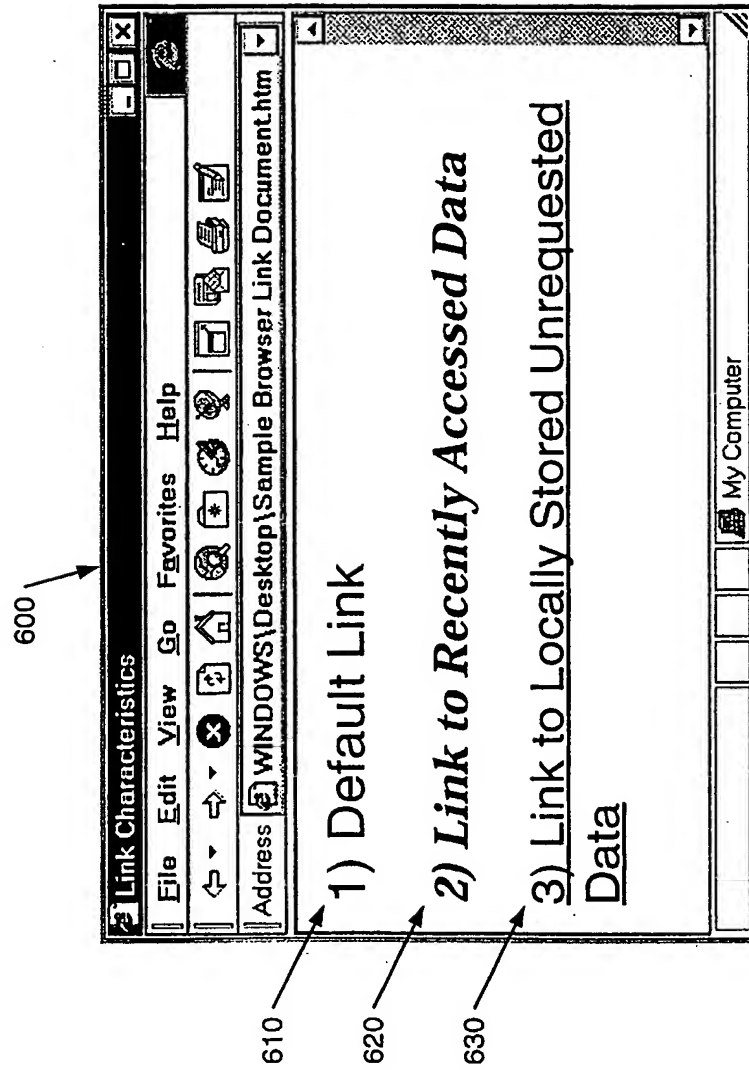 600
Link Characteristics
File Edit View Go Favorites Help
Address WINDOWS\Desktop\Sample Browser Link Document.htm
610
1) Default Link
620
2) Link to Recently Accessed Data
630
3) Link to Locally Stored Unrequested
Data
My Computer